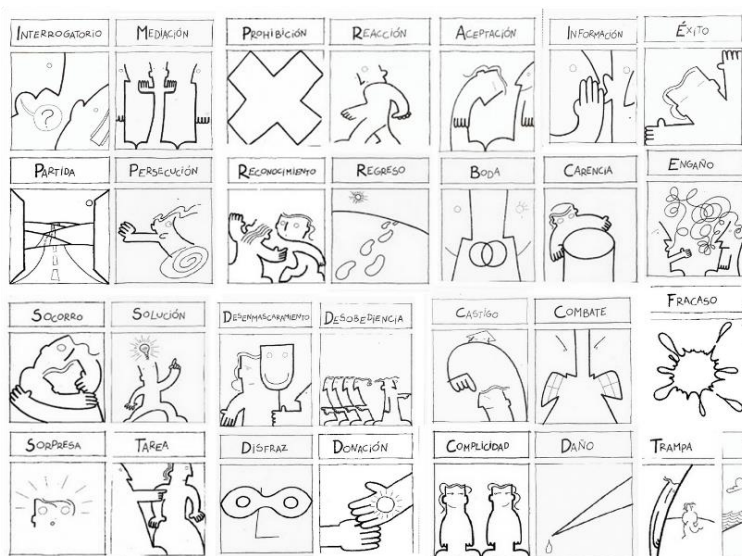 INTERROGATORIO
MEDIACIÓN
PROHIBICIÓN
REACCIÓN
ACEPTACIÓN
INFORMACIÓN
ÉXITO
?
PARTIDA
PERSECUCIÓN
RECONOCIMIENTO
REGRESO
BODA
CARENCIA
ENGAÑO
SOCORRO
SOLUCIÓN
DESENMASCARAMIENTO
DESOBEDIENCIA
CASTIGO
COMBATE
FRACASO
SORPRESA
TAREA
DISFRAZ
DONACIÓN
COMPLICIDAD
DAÑO
TRAMPA